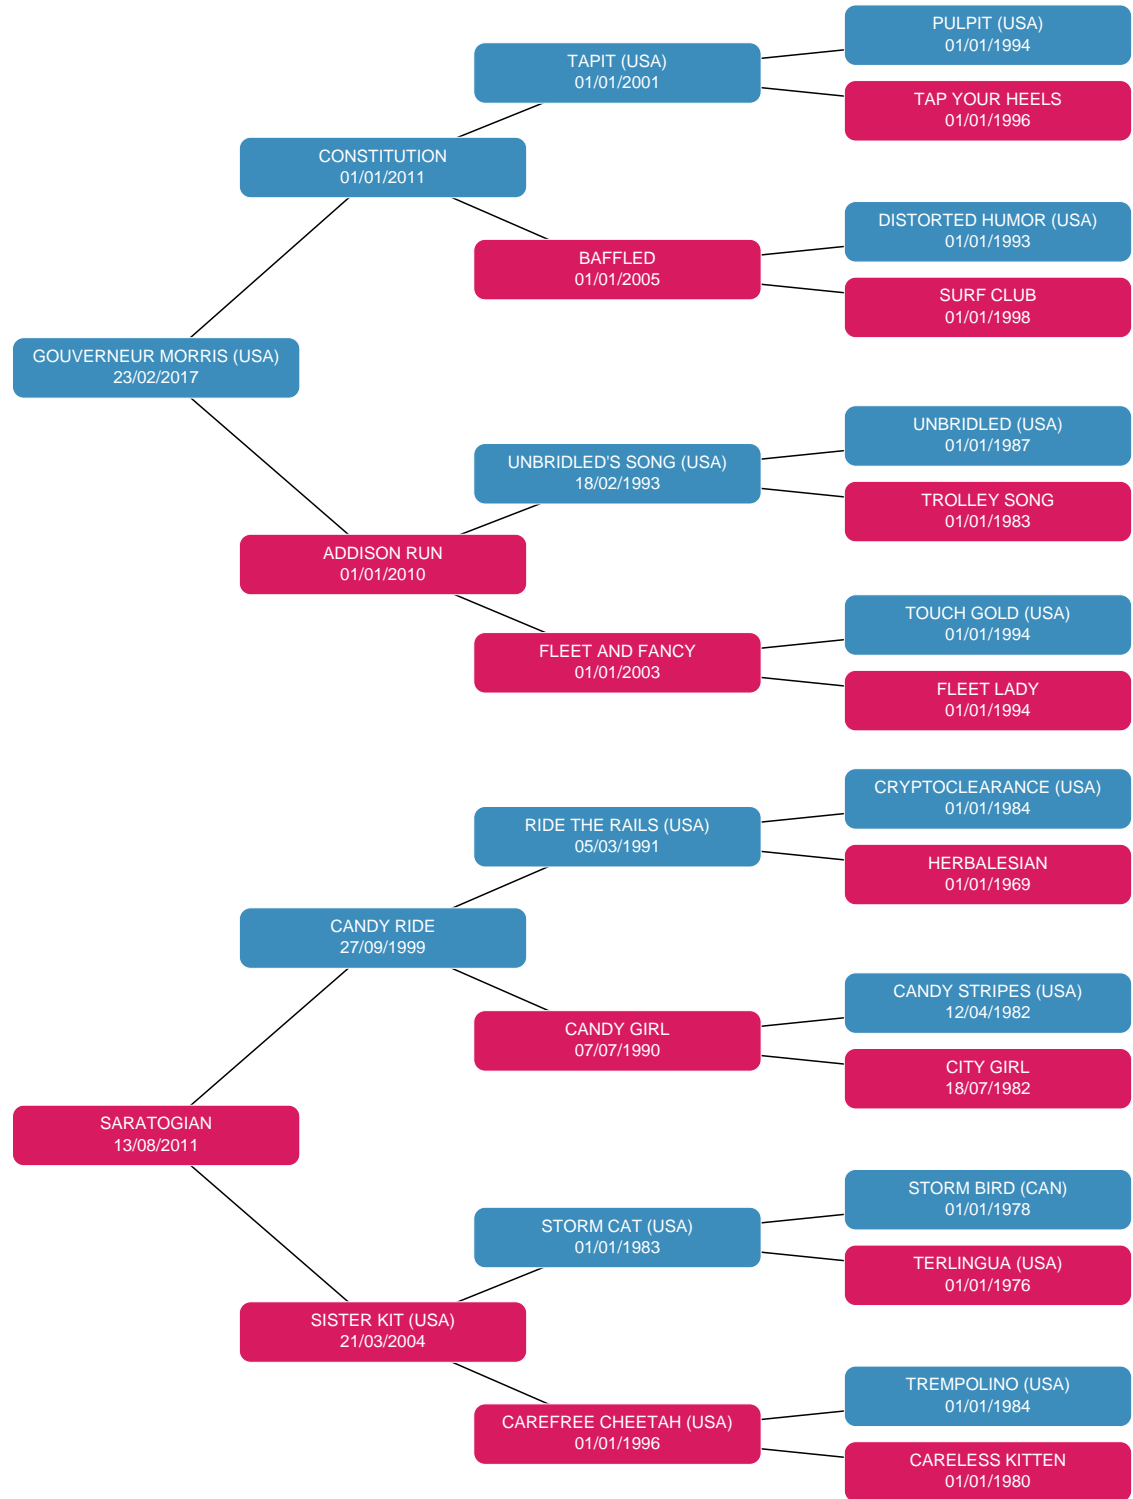 PULPIT (USA)
01/01/1994
TAPIT (USA)
01/01/2001
TAP YOUR HEELS
01/01/1996
CONSTITUTION
01/01/2011
DISTORTED HUMOR (USA)
01/01/1993
BAFFLED
01/01/2005
SURF CLUB
01/01/1998
GOUVERNEUR MORRIS (USA)
23/02/2017
UNBRIDLED (USA)
01/01/1987
UNBRIDLED'S SONG (USA)
18/02/1993
TROLLEY SONG
01/01/1983
ADDISON RUN
01/01/2010
TOUCH GOLD (USA)
01/01/1994
FLEET AND FANCY
01/01/2003
FLEET LADY
01/01/1994
CRYPTOCLEARANCE (USA)
01/01/1984
RIDE THE RAILS (USA)
05/03/1991
HERBALESIAN
01/01/1969
CANDY RIDE
27/09/1999
CANDY STRIPES (USA)
12/04/1982
CANDY GIRL
07/07/1990
CITY GIRL
18/07/1982
SARATOGIAN
13/08/2011
STORM BIRD (CAN)
01/01/1978
STORM CAT (USA)
01/01/1983
TERLINGUA (USA)
01/01/1976
SISTER KIT (USA)
21/03/2004
TREMPOLINO (USA)
01/01/1984
CAREFREE CHEETAH (USA)
01/01/1996
CARELESS KITTEN
01/01/1980